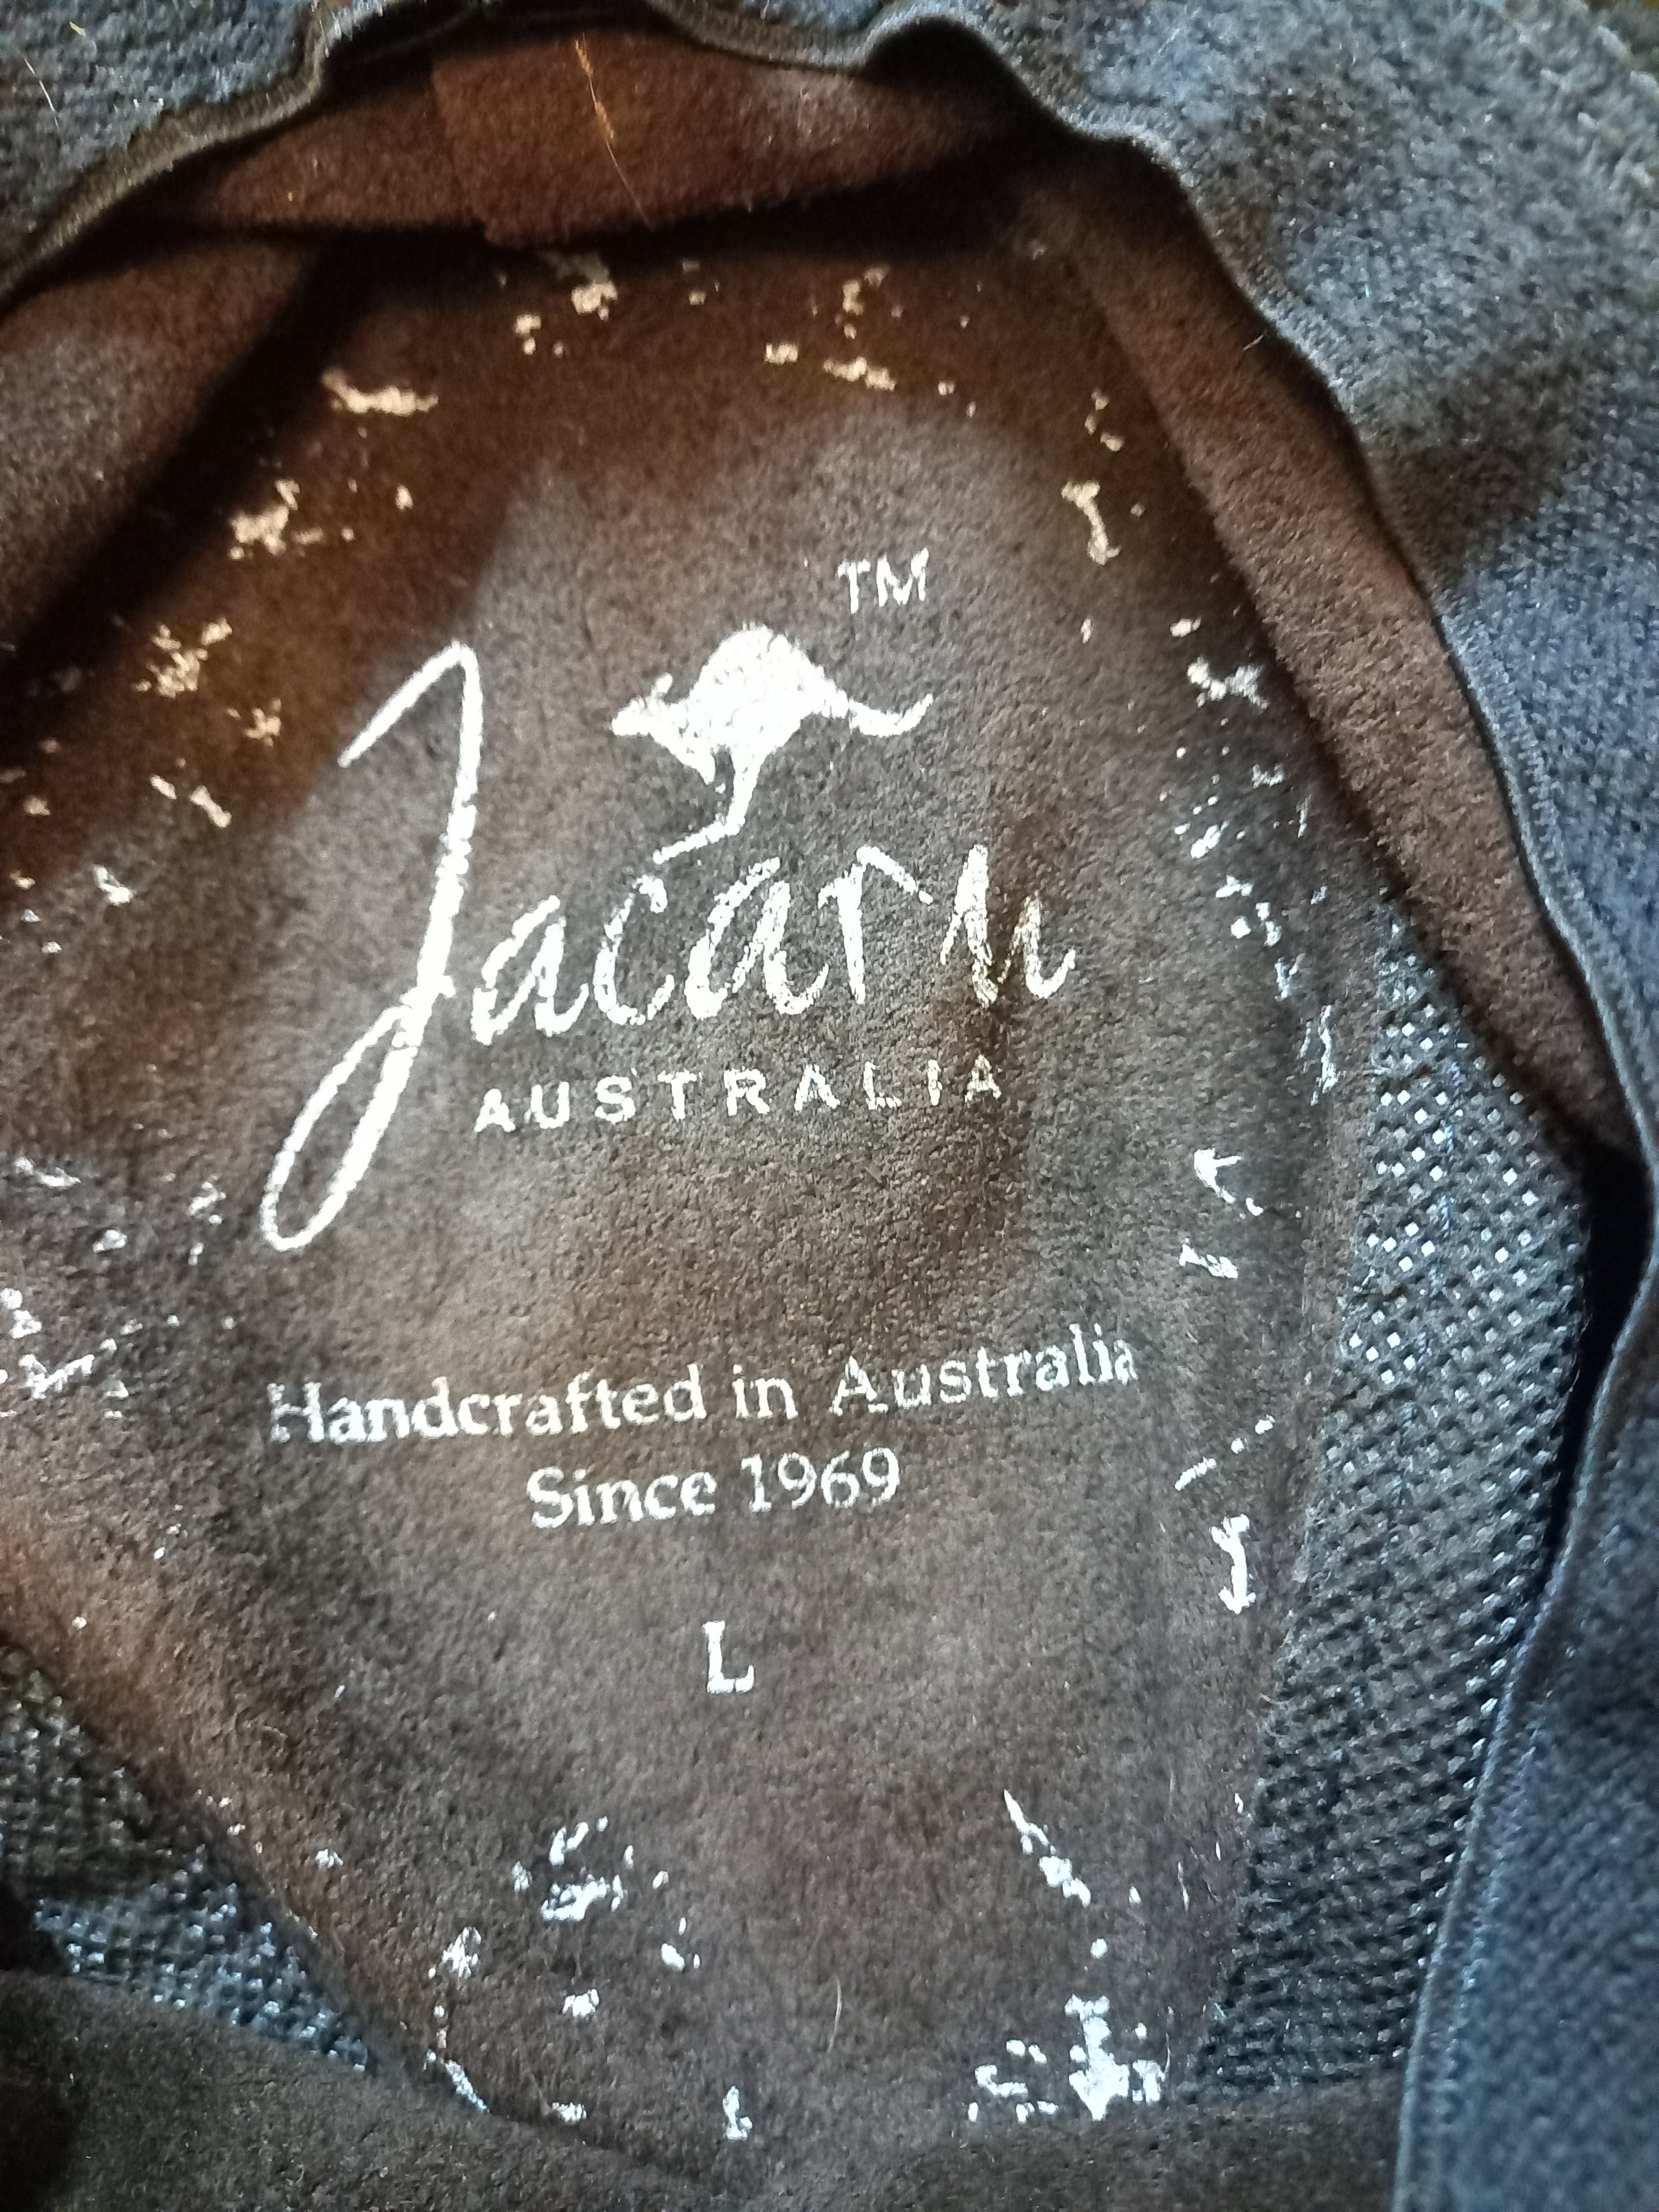 TM
Jacaru
AUSTRALIA
Handcrafted in Australia
Since 1969
L